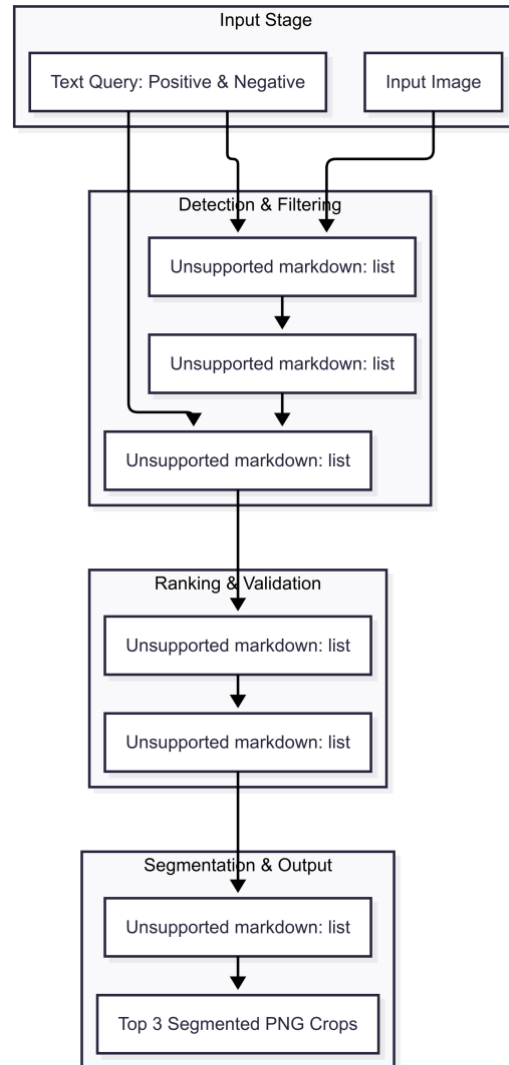 Input Stage
Text Query: Positive & Negative
Input Image
Detection & Filtering
Unsupported markdown: list
Unsupported markdown: list
Unsupported markdown: list
Ranking & Validation
Unsupported markdown: list
Unsupported markdown: list
Segmentation & Output
Unsupported markdown: list
Top 3 Segmented PNG Crops